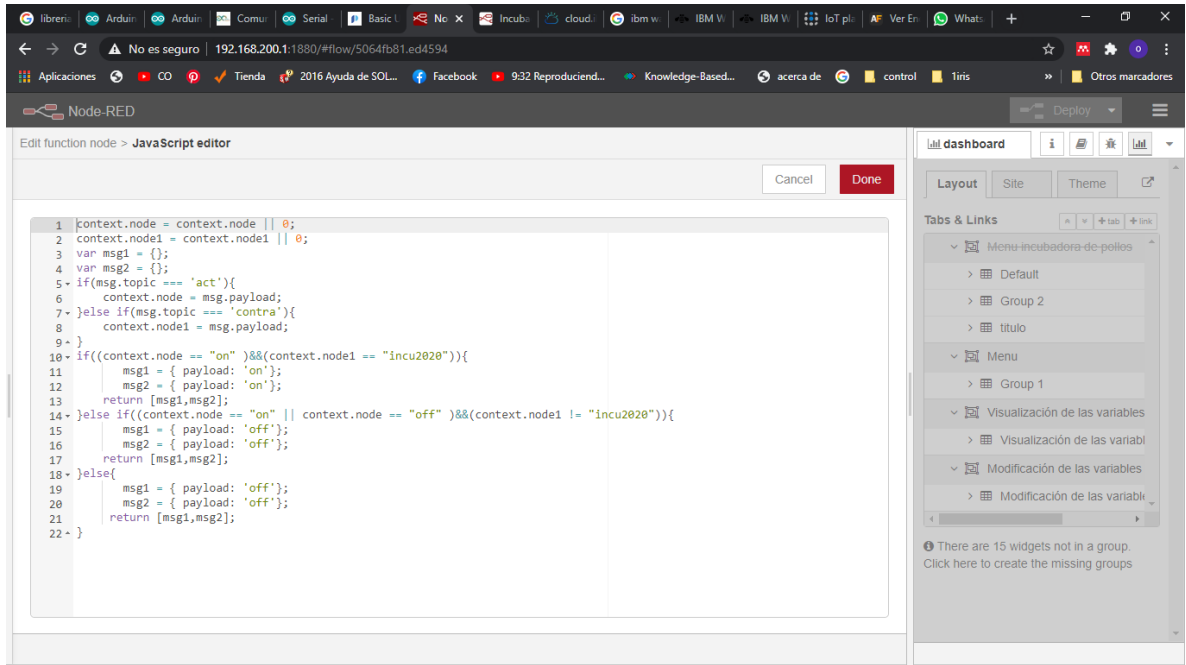 libreria Arduin Arduin Comur Serial - Basic L No Incuba cloud.i ibm w IBM W IBM W IoT pla Ver En Whats
No es seguro 192.168.200.1:1880/#flow/5064fb81.ed4594
Aplicaciones CO Tienda 2016 Ayuda de SOL... Facebook 9:32 Reproduciend... Knowledge-Based... acerca de control 1iris » Otros marcadores
Node-RED Deploy
Edit function node > JavaScript editor
Cancel Done
1 context.node = context.node || 0;
2 context.node1 = context.node1 || 0;
3 var msg1 = {};
4 var msg2 = {};
5 if(msg.topic === 'act'){
6 context.node = msg.payload;
7 }else if(msg.topic === 'contra'){
8 context.node1 = msg.payload;
9 }
10 if((context.node == "on" )&&(context.node1 == "incu2020")){
11 msg1 = { payload: 'on'};
12 msg2 = { payload: 'on'};
13 return [msg1,msg2];
14 }else if((context.node == "on" || context.node == "off" )&&(context.node1 != "incu2020")){
15 msg1 = { payload: 'off'};
16 msg2 = { payload: 'off'};
17 return [msg1,msg2];
18 }else{
19 msg1 = { payload: 'off'};
20 msg2 = { payload: 'off'};
21 return [msg1,msg2];
22 }
dashboard
Layout Site Theme
Tabs & Links +tab +link
Menu incubadora de pollos
Default
Group 2
titulo
Menu
Group 1
Visualización de las variables
Visualización de las variabl
Modificación de las variables
Modificación de las variable
There are 15 widgets not in a group.
Click here to create the missing groups